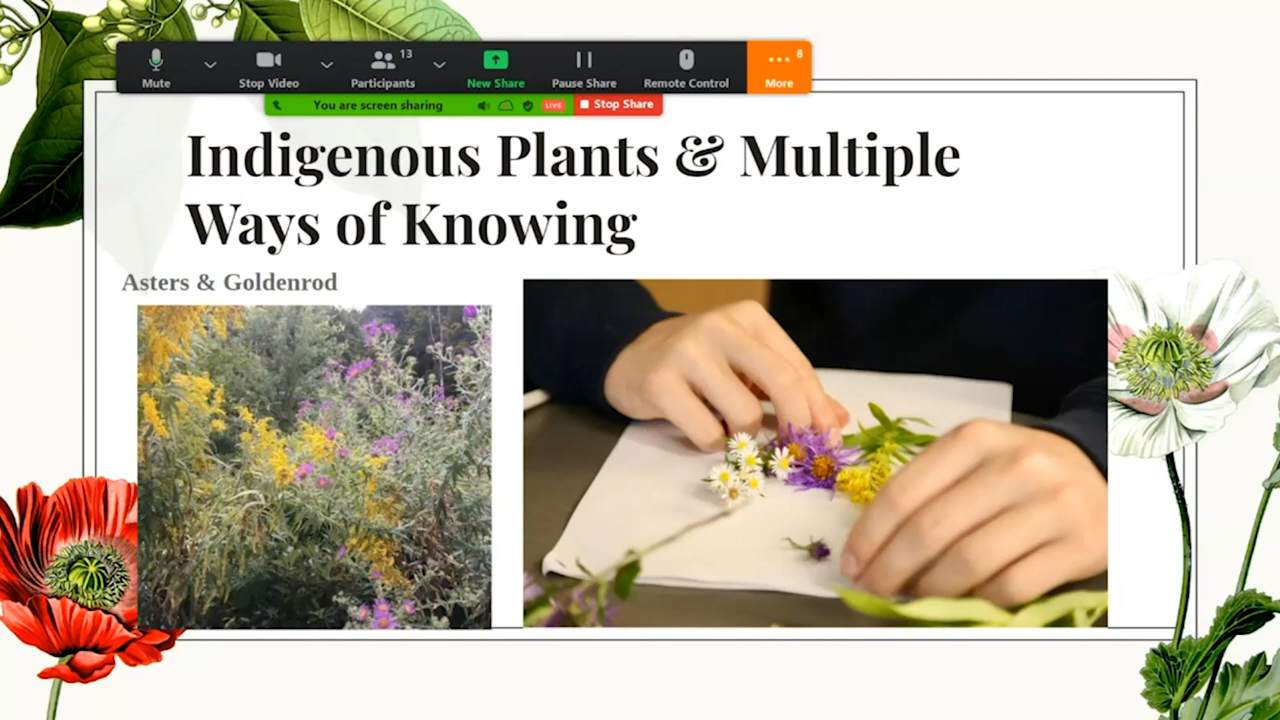 13
8
Mute
Stop Video
Participants
New Share
Pause Share
Remote Control
More
You are screen sharing
LIVE
Stop Share
Indigenous Plants & Multiple
Ways of Knowing
Asters & Goldenrod